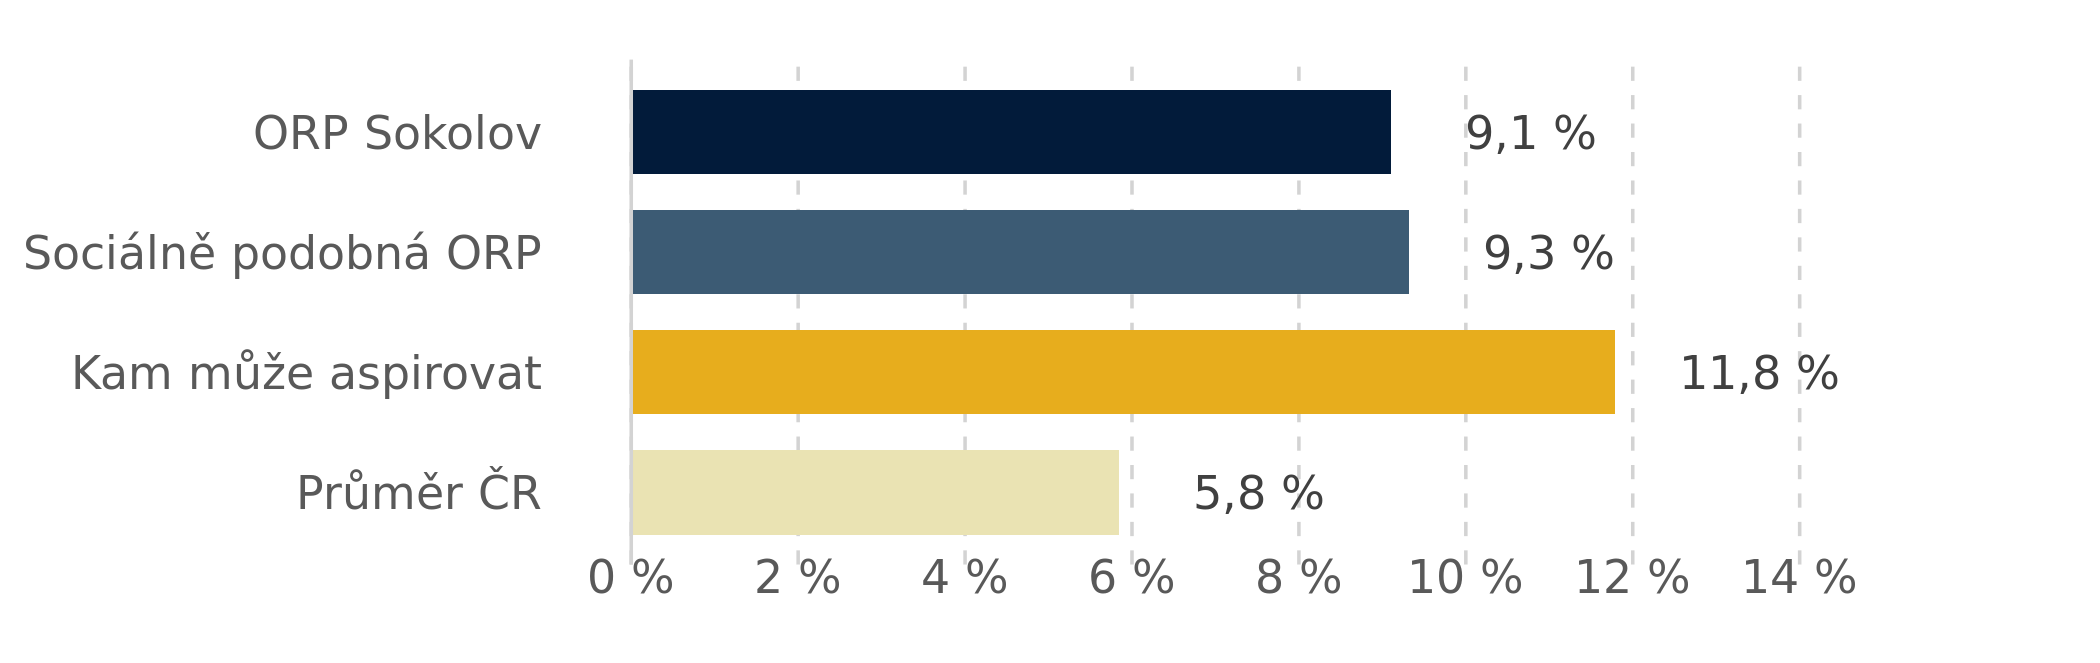 ORP Sokolov 9,1 %
Sociálně podobná ORP 9,3 %
Kam může aspirovat 11,8 %
Průměr ČR 5,8 %
0 % 2 % 4 % 6 % 8 % 10 % 12 % 14 %